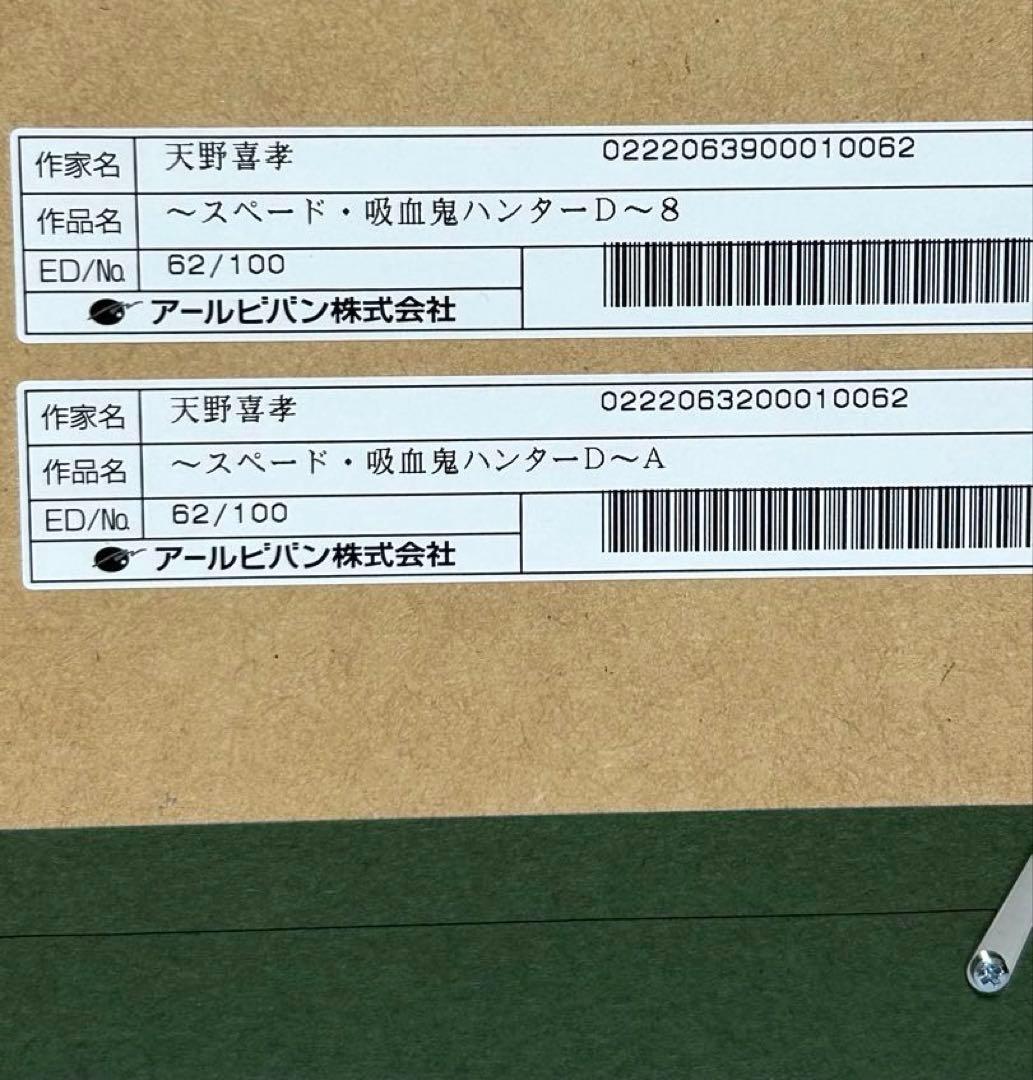 作家名 天野喜孝 0222063900010062
作品名 ～スペード・吸血鬼ハンターD～8
ED/No. 62/100
アールビバン株式会社
作家名 天野喜孝 0222063200010062
作品名 ～スペード・吸血鬼ハンターD～A
ED/No. 62/100
アールビバン株式会社